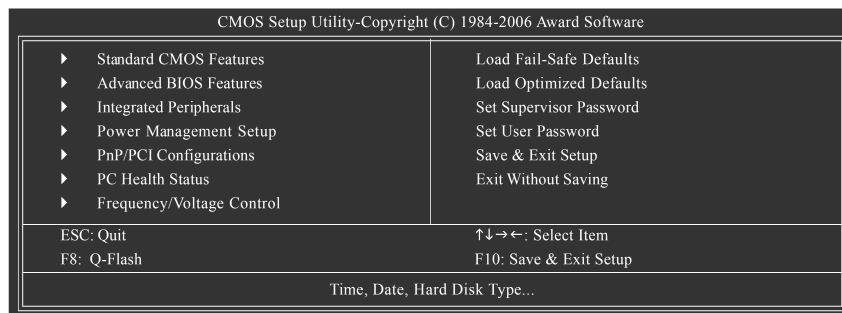 CMOS Setup Utility-Copyright (C) 1984-2006 Award Software
Standard CMOS Features
Advanced BIOS Features
Integrated Peripherals
Power Management Setup
PnP/PCI Configurations
PC Health Status
Frequency/Voltage Control
Load Fail-Safe Defaults
Load Optimized Defaults
Set Supervisor Password
Set User Password
Save & Exit Setup
Exit Without Saving
ESC: Quit
↑↓→←: Select Item
F8: Q-Flash
F10: Save & Exit Setup
Time, Date, Hard Disk Type...